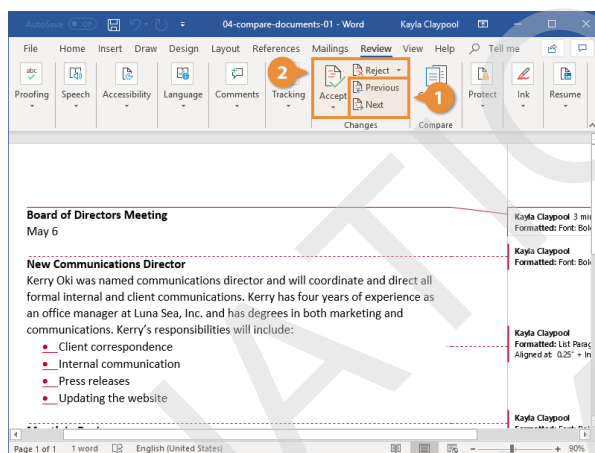 AutoSave Off 04-compare-documents-01 - Word Kayla Claypool
File Home Insert Draw Design Layout References Mailings Review View Help Tell me
abc
Proofing Speech Accessibility Language Comments Tracking Accept Reject Previous Next Protect Ink Resume
2
1
Changes Compare
Board of Directors Meeting
May 6
New Communications Director
Kerry Oki was named communications director and will coordinate and direct all
formal internal and client communications. Kerry has four years of experience as
an office manager at Luna Sea, Inc. and has degrees in both marketing and
communications. Kerry’s responsibilities will include:
• Client correspondence
• Internal communication
• Press releases
• Updating the website
Kayla Claypool 3 min
Formatted: Font: Bold
Kayla Claypool
Formatted: Font: Bold
Kayla Claypool
Formatted: List Parag
Aligned at: 0.25" + In
Kayla Claypool
Page 1 of 1 1 word English (United States) 90%